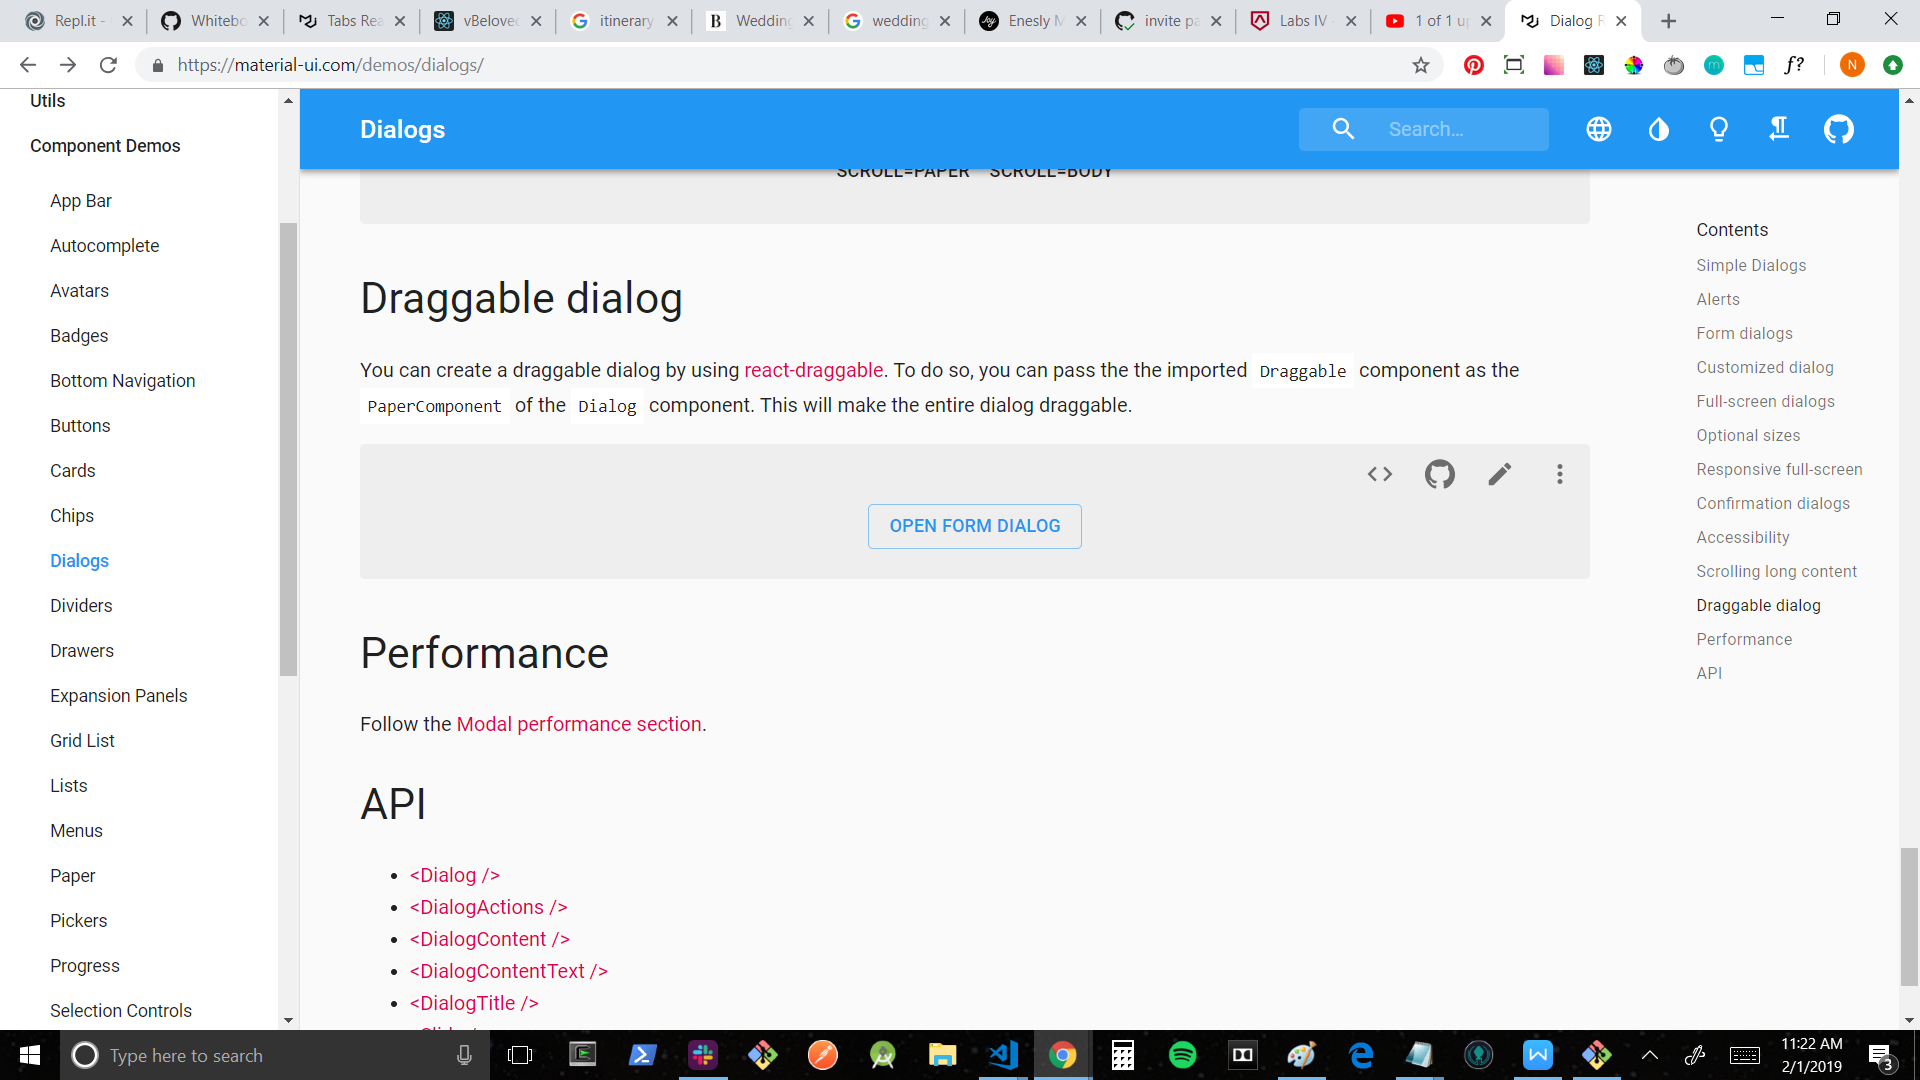 Repl.it -
Whitebo
Tabs Rea
vBeloved
itinerary
Wedding
wedding
Enesly M
invite pa
Labs IV -
1 of 1 up
Dialog R
https://material-ui.com/demos/dialogs/
f?
N
Utils
Component Demos
App Bar
Autocomplete
Avatars
Badges
Bottom Navigation
Buttons
Cards
Chips
Dialogs
Dividers
Drawers
Expansion Panels
Grid List
Lists
Menus
Paper
Pickers
Progress
Selection Controls
Dialogs
Search…
SCROLL=PAPER SCROLL=BODY
Draggable dialog
You can create a draggable dialog by using react-draggable. To do so, you can pass the the imported Draggable component as the
PaperComponent of the Dialog component. This will make the entire dialog draggable.
OPEN FORM DIALOG
Performance
Follow the Modal performance section.
API
• <Dialog />
• <DialogActions />
• <DialogContent />
• <DialogContentText />
• <DialogTitle />
Contents
Simple Dialogs
Alerts
Form dialogs
Customized dialog
Full-screen dialogs
Optional sizes
Responsive full-screen
Confirmation dialogs
Accessibility
Scrolling long content
Draggable dialog
Performance
API
Type here to search
11:22 AM
2/1/2019
3